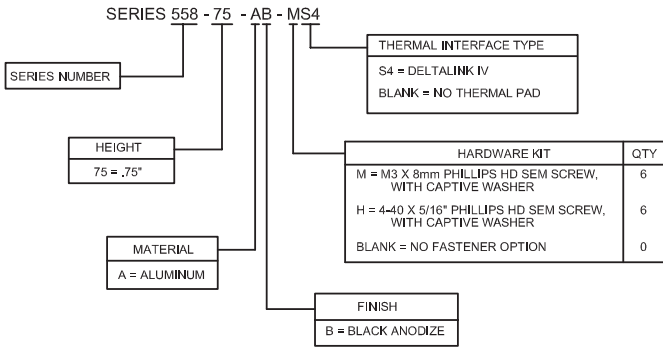 SERIES 558 - 75 - AB - MS4
THERMAL INTERFACE TYPE
S4 = DELTALINK IV
BLANK = NO THERMAL PAD
SERIES NUMBER
HEIGHT
75 = .75"
HARDWARE KIT QTY
M = M3 X 8mm PHILLIPS HD SEM SCREW, 6
WITH CAPTIVE WASHER
H = 4-40 X 5/16" PHILLIPS HD SEM SCREW, 6
WITH CAPTIVE WASHER
BLANK = NO FASTENER OPTION 0
MATERIAL
A = ALUMINUM
FINISH
B = BLACK ANODIZE